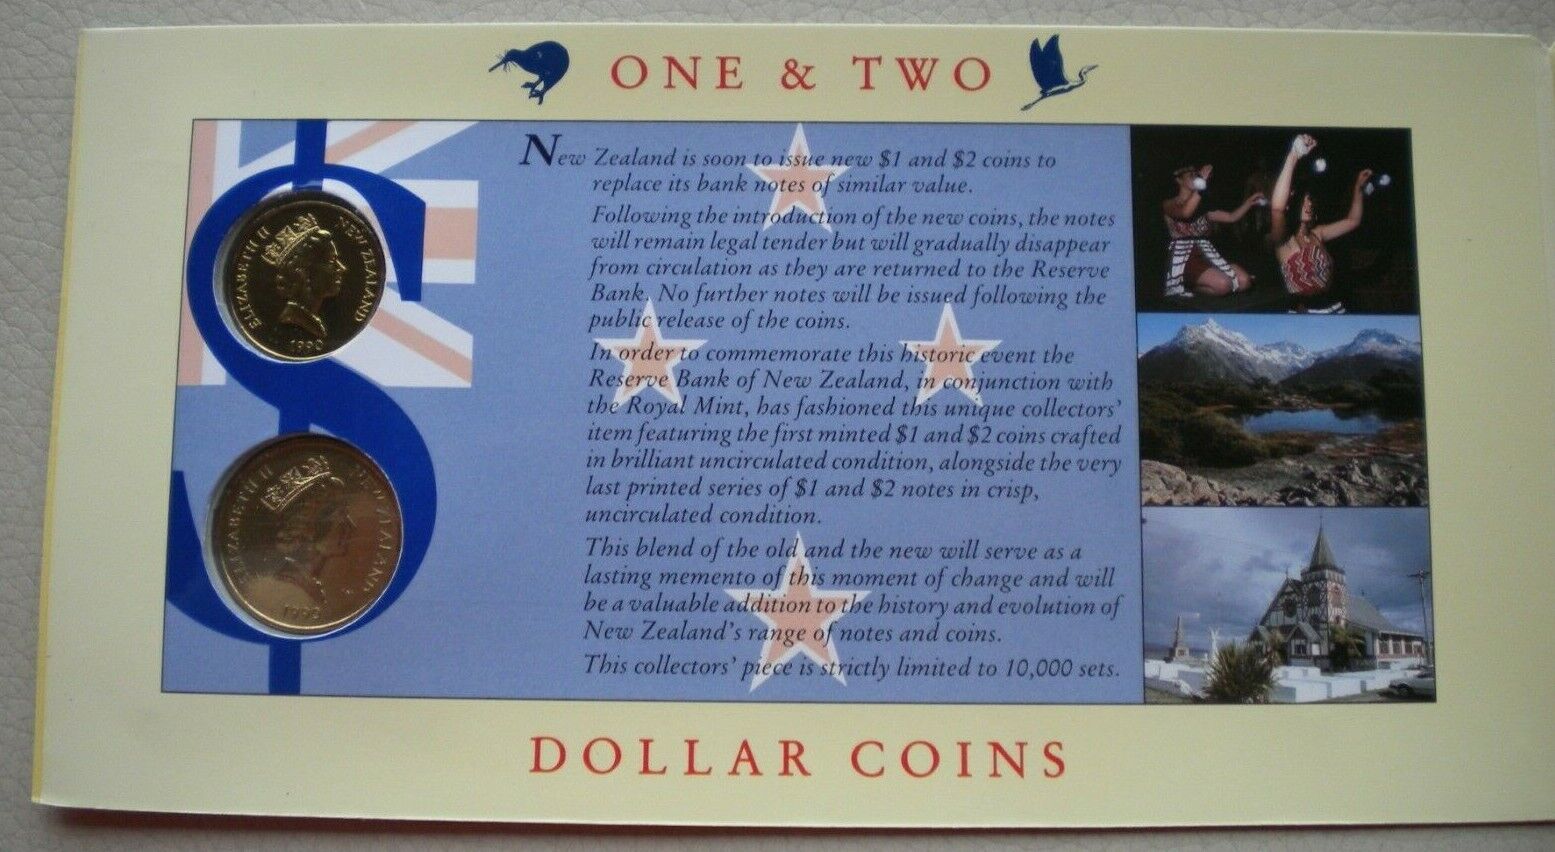 ONE & TWO
ELIZABETH II NEW ZEALAND
1990
ELIZABETH II NEW ZEALAND
1990
New Zealand is soon to issue new $1 and $2 coins to
replace its bank notes of similar value.
Following the introduction of the new coins, the notes
will remain legal tender but will gradually disappear
from circulation as they are returned to the Reserve
Bank. No further notes will be issued following the
public release of the coins.
In order to commemorate this historic event the
Reserve Bank of New Zealand, in conjunction with
the Royal Mint, has fashioned this unique collectors'
item featuring the first minted $1 and $2 coins crafted
in brilliant uncirculated condition, alongside the very
last printed series of $1 and $2 notes in crisp,
uncirculated condition.
This blend of the old and the new will serve as a
lasting memento of this moment of change and will
be a valuable addition to the history and evolution of
New Zealand's range of notes and coins.
This collectors' piece is strictly limited to 10,000 sets.
DOLLAR COINS